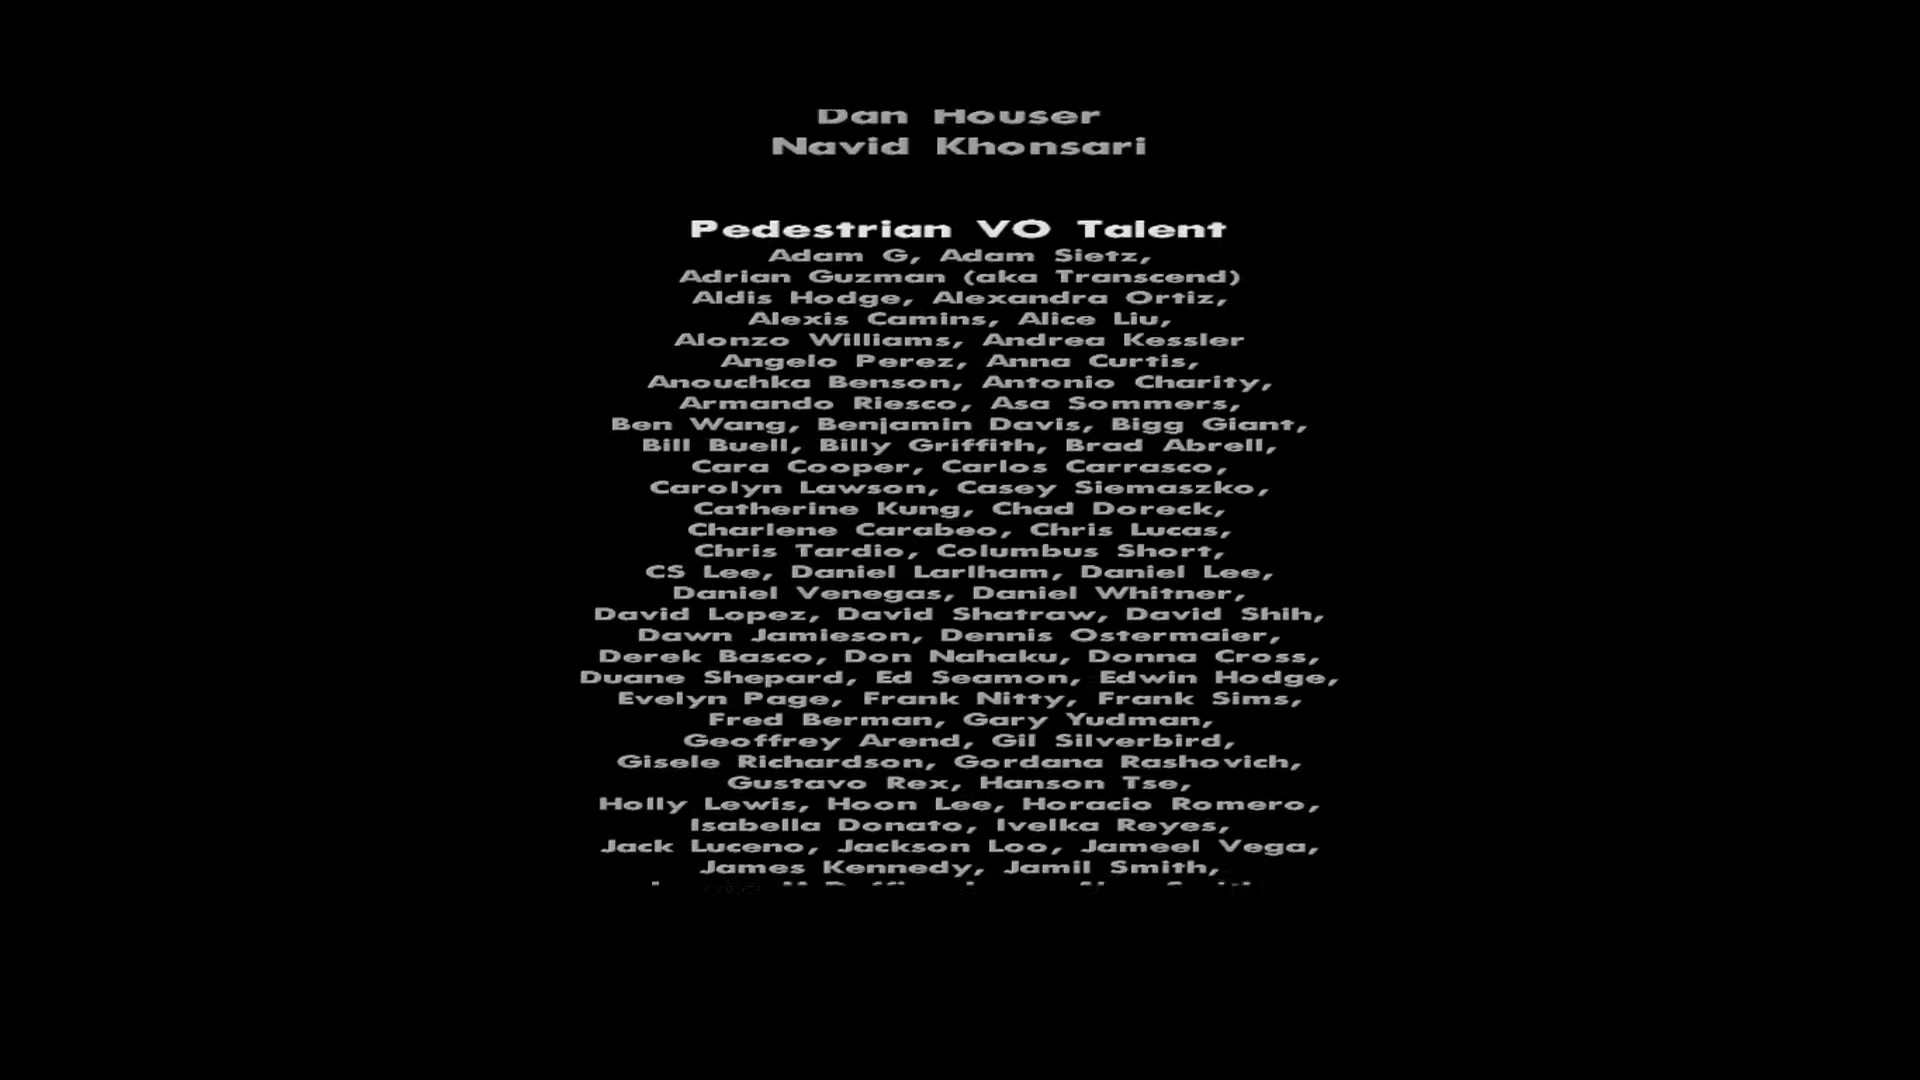 Dan Houser
Navid Khonsari
Pedestrian VO Talent
Adam G, Adam Sietz,
Adrian Guzman (aka Transcend)
Aldis Hodge, Alexandra Ortiz,
Alexis Camins, Alice Liu,
Alonzo Williams, Andrea Kessler
Angelo Perez, Anna Curtis,
Anouchka Benson, Antonio Charity,
Armando Riesco, Asa Sommers,
Ben Wang, Benjamin Davis, Bigg Giant,
Bill Buell, Billy Griffith, Brad Abrell,
Cara Cooper, Carlos Carrasco,
Carolyn Lawson, Casey Siemaszko,
Catherine Kung, Chad Doreck,
Charlene Carabeo, Chris Lucas,
Chris Tardio, Columbus Short,
CS Lee, Daniel Larlham, Daniel Lee,
Daniel Venegas, Daniel Whitner,
David Lopez, David Shatraw, David Shih,
Dawn Jamieson, Dennis Ostermaier,
Derek Basco, Don Nahaku, Donna Cross,
Duane Shepard, Ed Seamon, Edwin Hodge,
Evelyn Page, Frank Nitty, Frank Sims,
Fred Berman, Gary Yudman,
Geoffrey Arend, Gil Silverbird,
Gisele Richardson, Gordana Rashovich,
Gustavo Rex, Hanson Tse,
Holly Lewis, Hoon Lee, Horacio Romero,
Isabella Donato, Ivelka Reyes,
Jack Luceno, Jackson Loo, Jameel Vega,
James Kennedy, Jamil Smith,